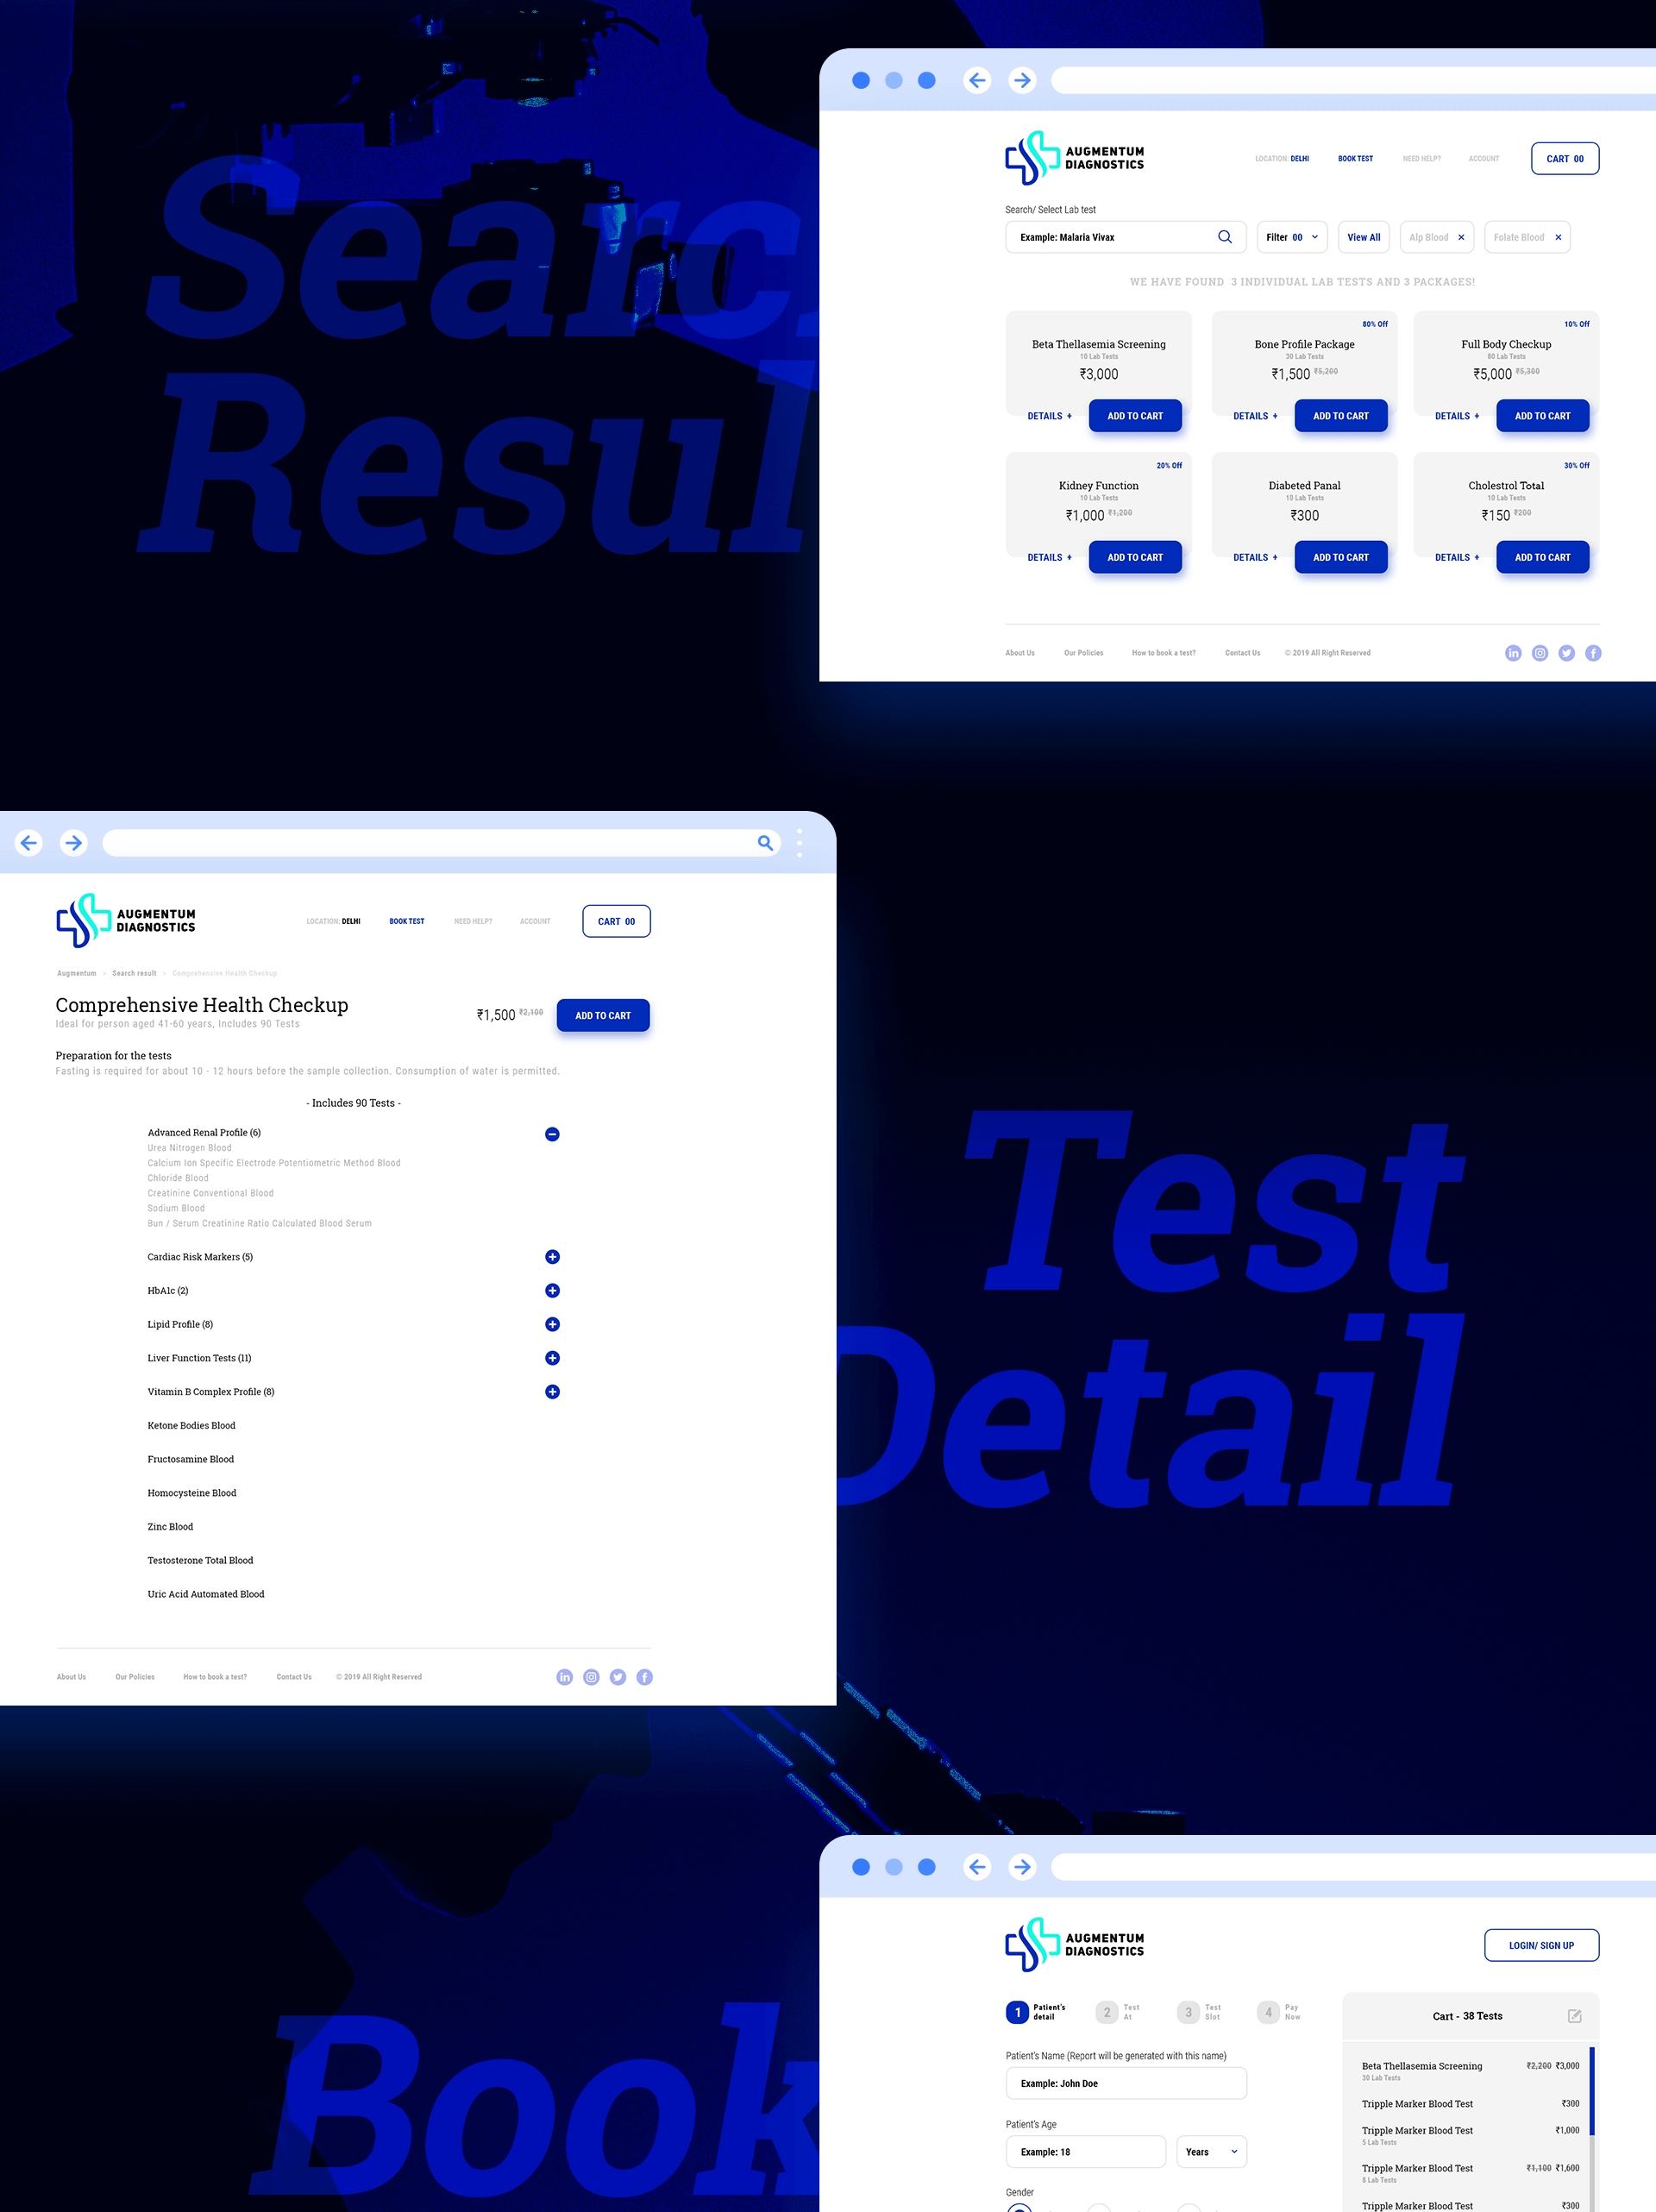 Searc
Resul
AUGMENTUM
DIAGNOSTICS
LOCATION: DELHI BOOK TEST NEED HELP? ACCOUNT CART 00
Search/ Select Lab test
Example: Malaria Vivax Filter 00 View All Alp Blood × Folate Blood ×
WE HAVE FOUND 3 INDIVIDUAL LAB TESTS AND 3 PACKAGES!
Beta Thellasemia Screening
10 Lab Tests
₹3,000
DETAILS + ADD TO CART
80% Off
Bone Profile Package
30 Lab Tests
₹1,500 ₹5,200
DETAILS + ADD TO CART
10% Off
Full Body Checkup
80 Lab Tests
₹5,000 ₹5,300
DETAILS + ADD TO CART
20% Off
Kidney Function
10 Lab Tests
₹1,000 ₹1,200
DETAILS + ADD TO CART
Diabeted Panal
10 Lab Tests
₹300
DETAILS + ADD TO CART
30% Off
Cholestrol Total
10 Lab Tests
₹150 ₹200
DETAILS + ADD TO CART
About Us Our Policies How to book a test? Contact Us © 2019 All Right Reserved
AUGMENTUM
DIAGNOSTICS
LOCATION: DELHI BOOK TEST NEED HELP? ACCOUNT CART 00
Augmentum > Search result > Comprehensive Health Checkup
Comprehensive Health Checkup
Ideal for person aged 41-60 years, Includes 90 Tests
₹1,500 ₹2,100 ADD TO CART
Preparation for the tests
Fasting is required for about 10 - 12 hours before the sample collection. Consumption of water is permitted.
- Includes 90 Tests -
Advanced Renal Profile (6)
Urea Nitrogen Blood
Calcium Ion Specific Electrode Potentiometric Method Blood
Chloride Blood
Creatinine Conventional Blood
Sodium Blood
Bun / Serum Creatinine Ratio Calculated Blood Serum
Cardiac Risk Markers (5)
HbA1c (2)
Lipid Profile (8)
Liver Function Tests (11)
Vitamin B Complex Profile (8)
Ketone Bodies Blood
Fructosamine Blood
Homocysteine Blood
Zinc Blood
Testosterone Total Blood
Uric Acid Automated Blood
About Us Our Policies How to book a test? Contact Us © 2019 All Right Reserved
Test
Detail
Book
AUGMENTUM
DIAGNOSTICS
LOGIN/ SIGN UP
1 Patient's detail 2 Test At 3 Test Slot 4 Pay Now
Patient's Name (Report will be generated with this name)
Example: John Doe
Patient's Age
Example: 18 Years
Gender
Cart - 38 Tests
Beta Thellasemia Screening ₹2,200 ₹3,000
30 Lab Tests
Tripple Marker Blood Test ₹300
Tripple Marker Blood Test ₹1,000
5 Lab Tests
Tripple Marker Blood Test ₹1,100 ₹1,600
8 Lab Tests
Tripple Marker Blood Test ₹300